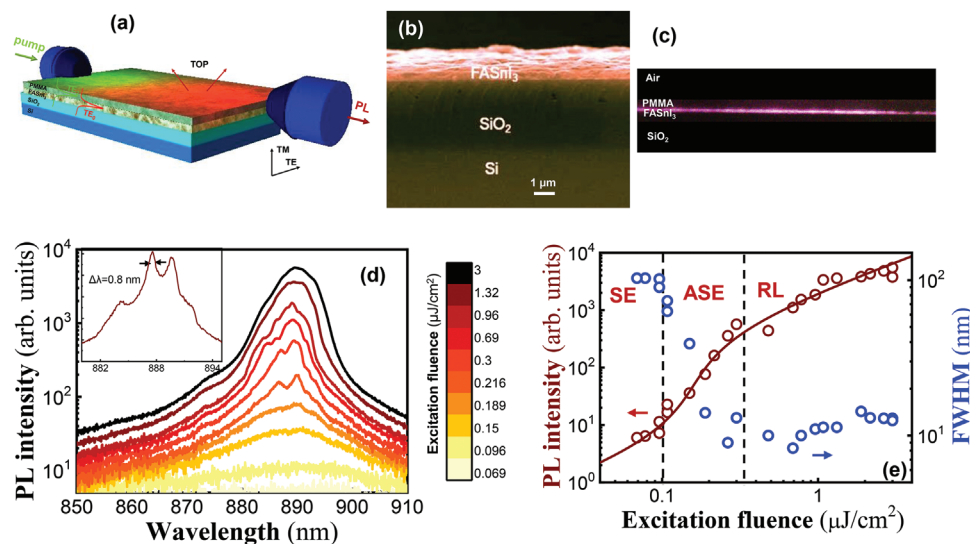 (a)
pump
TOP
PMMA
FASnI3
SiO2
Si
TE0
PL
TM
TE
(b)
FASnI3
SiO2
Si
1 μm
(c)
Air
PMMA
FASnI3
SiO2
(d)
PL intensity (arb. units)
10^4
10^3
10^2
10^1
Δλ=0.8 nm
882 888 894
850 860 870 880 890 900 910
Wavelength (nm)
Excitation fluence (μJ/cm2)
3
1.32
0.96
0.69
0.3
0.216
0.189
0.15
0.096
0.069
(e)
PL intensity (arb. units)
10^4
10^3
10^2
10^1
10^0
SE ASE RL
10^2
10^1
FWHM (nm)
0.1 1
Excitation fluence (μJ/cm2)